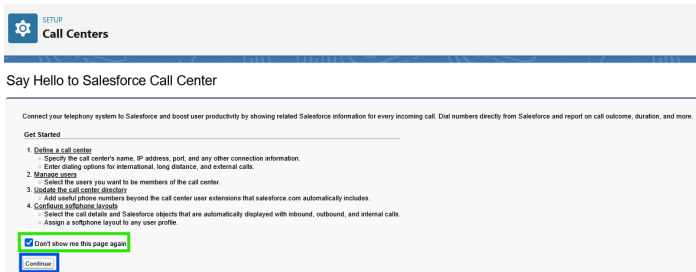 SETUP
Call Centers
Say Hello to Salesforce Call Center
Connect your telephony system to Salesforce and boost user productivity by showing related Salesforce information for every incoming call. Dial numbers directly from Salesforce and report on call outcome, duration, and more.
Get Started
1. Define a call center
○ Specify the call center's name, IP address, port, and any other connection information.
○ Enter dialing options for international, long distance, and external calls.
2. Manage users
○ Select the users you want to be members of the call center.
3. Update the call center directory
○ Add useful phone numbers beyond the call center user extensions that salesforce.com automatically includes.
4. Configure softphone layouts
○ Select the call details and Salesforce objects that are automatically displayed with inbound, outbound, and internal calls.
○ Assign a softphone layout to any user profile.
Don't show me this page again
Continue